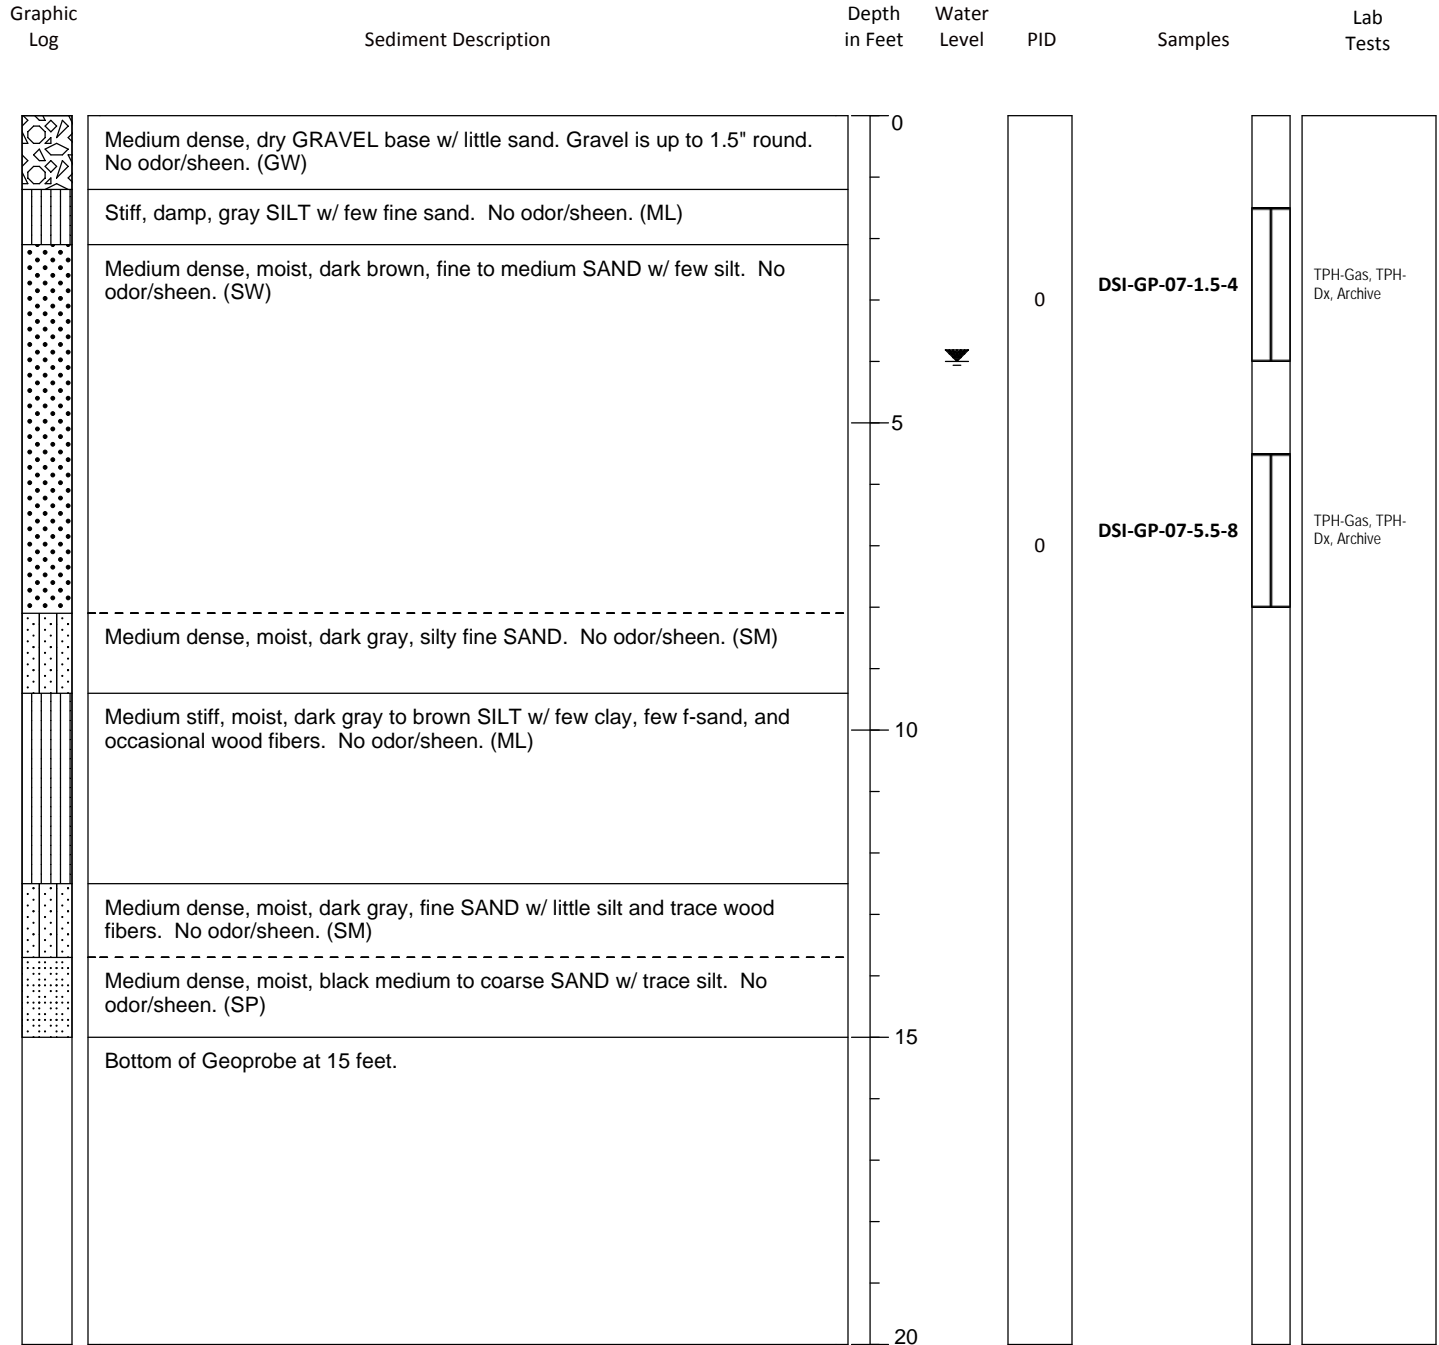 Graphic
Log
Sediment Description
Depth
in Feet
Water
Level
PID
Samples
Lab
Tests
0
Medium dense, dry GRAVEL base w/ little sand. Gravel is up to 1.5" round.
No odor/sheen. (GW)
Stiff, damp, gray SILT w/ few fine sand.  No odor/sheen. (ML)
Medium dense, moist, dark brown, fine to medium SAND w/ few silt.  No
odor/sheen. (SW)
0
DSI-GP-07-1.5-4
TPH-Gas, TPH-
Dx, Archive
5
0
DSI-GP-07-5.5-8
TPH-Gas, TPH-
Dx, Archive
Medium dense, moist, dark gray, silty fine SAND.  No odor/sheen. (SM)
Medium stiff, moist, dark gray to brown SILT w/ few clay, few f-sand, and
occasional wood fibers.  No odor/sheen. (ML)
10
Medium dense, moist, dark gray, fine SAND w/ little silt and trace wood
fibers.  No odor/sheen. (SM)
Medium dense, moist, black medium to coarse SAND w/ trace silt.  No
odor/sheen. (SP)
15
Bottom of Geoprobe at 15 feet.
20